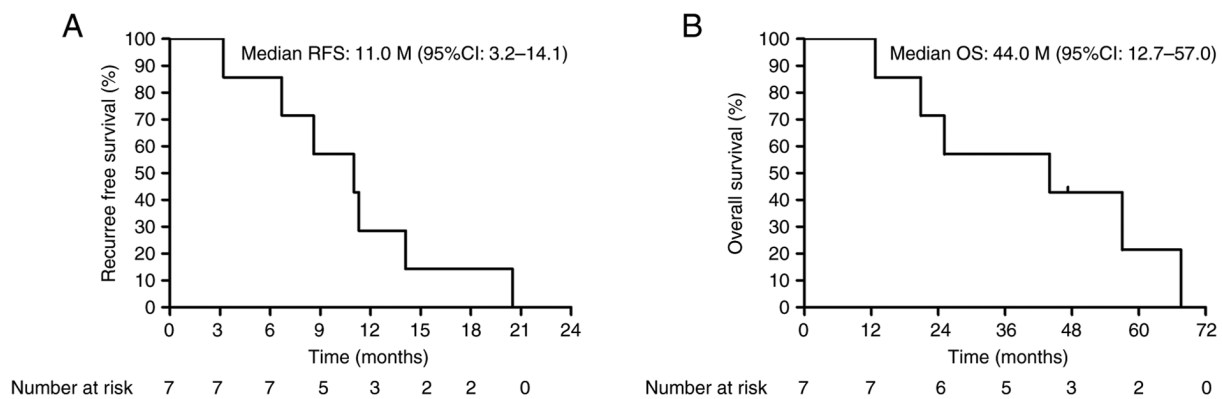 A
Median RFS: 11.0 M (95%CI: 3.2–14.1)
Recurree free survival (%)
100
90
80
70
60
50
40
30
20
10
0
0 3 6 9 12 15 18 21 24
Time (months)
Number at risk 7 7 7 5 3 2 2 0
B
Median OS: 44.0 M (95%CI: 12.7–57.0)
Overall survival (%)
100
90
80
70
60
50
40
30
20
10
0
0 12 24 36 48 60 72
Time (months)
Number at risk 7 7 6 5 3 2 0